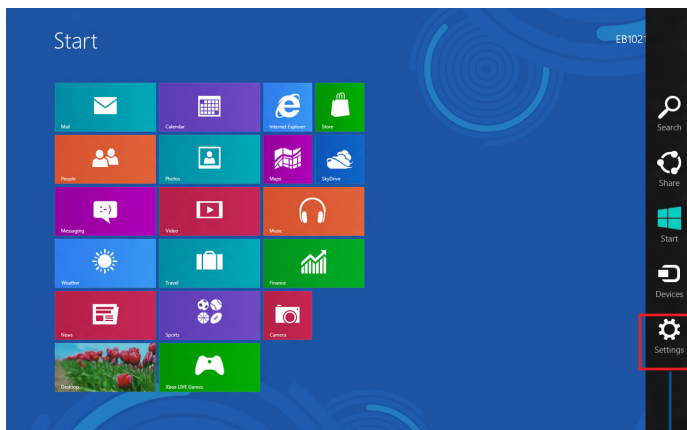 Start
EB1021
Mail
Calendar
Internet Explorer
Store
People
Photos
Maps
SkyDrive
Messaging
Video
Music
Weather
Travel
Finance
News
Sports
Camera
Desktop
Xbox LIVE Games
Search
Share
Start
Devices
Settings